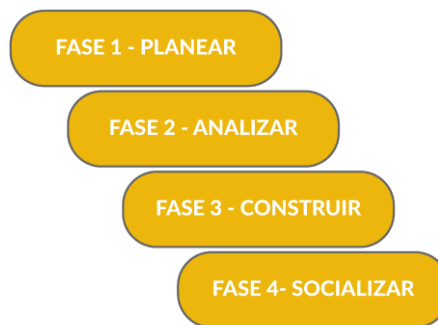 FASE 1 - PLANEAR
FASE 2 - ANALIZAR
FASE 3 - CONSTRUIR
FASE 4- SOCIALIZAR